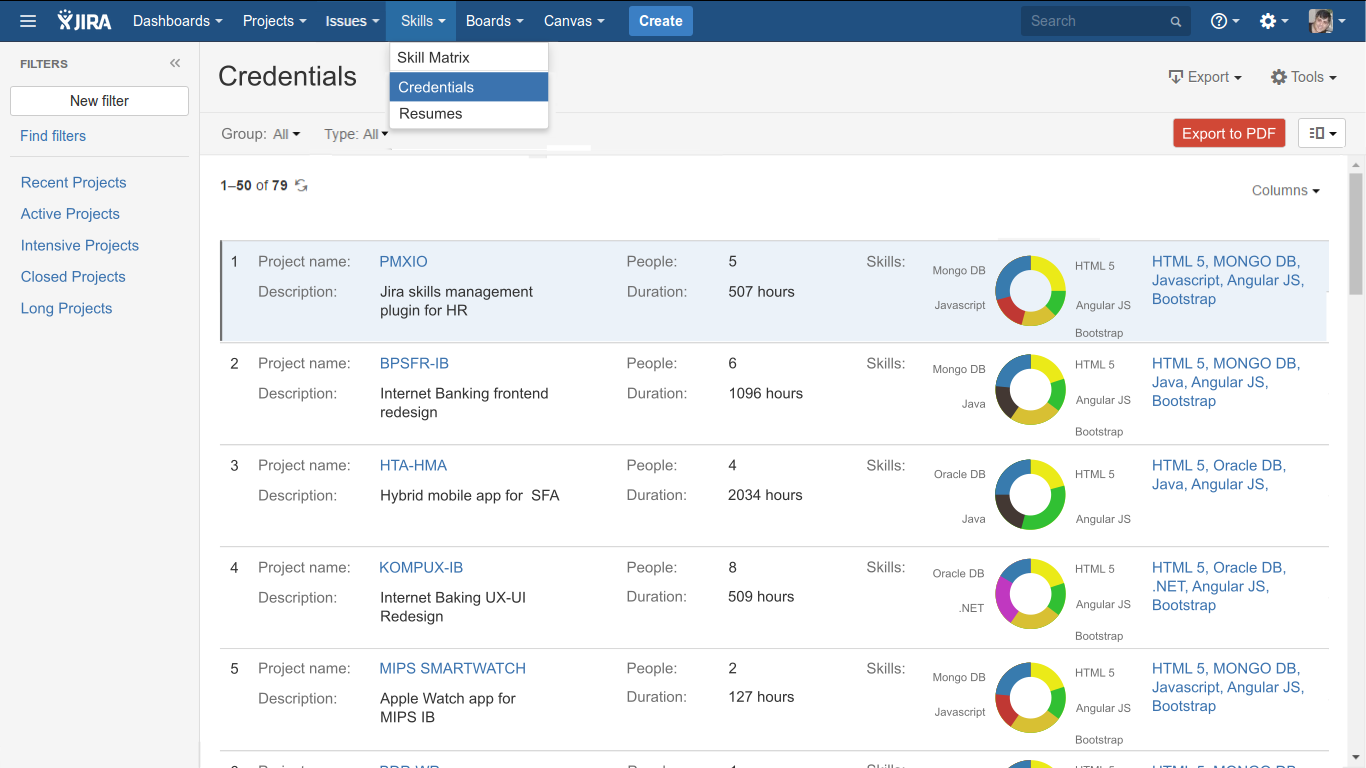 JIRA Dashboards Projects Issues Skills Boards Canvas Create Search
FILTERS
New filter
Find filters
Recent Projects
Active Projects
Intensive Projects
Closed Projects
Long Projects
Skill Matrix
Credentials
Resumes
Credentials
Export Tools
Group: All Type: All
Export to PDF
1–50 of 79
Columns
1 Project name: PMXIO People: 5 Skills:
Description: Jira skills management
plugin for HR
Duration: 507 hours
Mongo DB HTML 5
Javascript Angular JS
Bootstrap
HTML 5, MONGO DB,
Javascript, Angular JS,
Bootstrap
2 Project name: BPSFR-IB People: 6 Skills:
Description: Internet Banking frontend
redesign
Duration: 1096 hours
Mongo DB HTML 5
Java Angular JS
Bootstrap
HTML 5, MONGO DB,
Java, Angular JS,
Bootstrap
3 Project name: HTA-HMA People: 4 Skills:
Description: Hybrid mobile app for SFA
Duration: 2034 hours
Oracle DB HTML 5
Java Angular JS
HTML 5, Oracle DB,
Java, Angular JS,
4 Project name: KOMPUX-IB People: 8 Skills:
Description: Internet Baking UX-UI
Redesign
Duration: 509 hours
Oracle DB HTML 5
.NET Angular JS
Bootstrap
HTML 5, Oracle DB,
.NET, Angular JS,
Bootstrap
5 Project name: MIPS SMARTWATCH People: 2 Skills:
Description: Apple Watch app for
MIPS IB
Duration: 127 hours
Mongo DB HTML 5
Javascript Angular JS
Bootstrap
HTML 5, MONGO DB,
Javascript, Angular JS,
Bootstrap